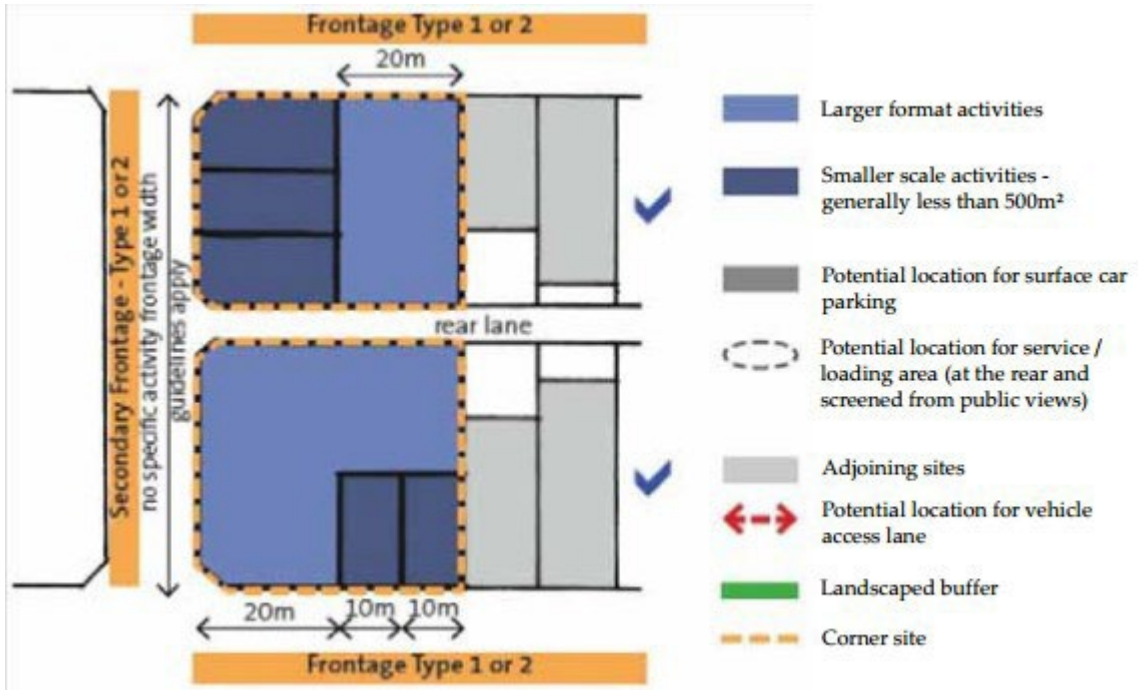 Frontage Type 1 or 2
20m
Secondary Frontage - Type 1 or 2
no specific activity frontage width
guidelines apply
rear lane
20m
10m
10m
Frontage Type 1 or 2
Larger format activities
Smaller scale activities -
generally less than 500m²
Potential location for surface car
parking
Potential location for service /
loading area (at the rear and
screened from public views)
Adjoining sites
Potential location for vehicle
access lane
Landscaped buffer
Corner site